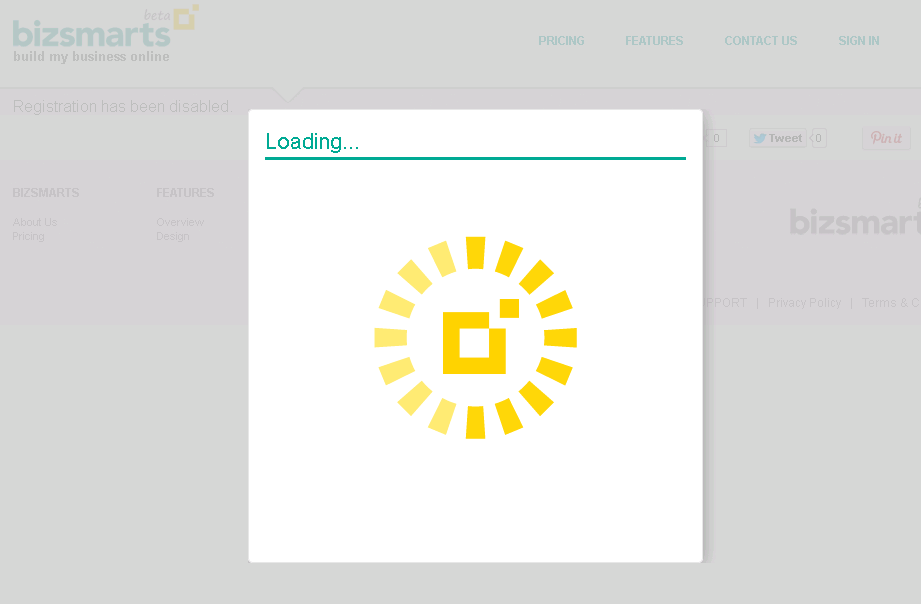 beta
bizsmarts
build my business online
PRICING FEATURES CONTACT US SIGN IN
Registration has been disabled.
Loading...
0 Tweet 0 Pin it
BIZSMARTS FEATURES
About Us Overview
Pricing Design
bizsmart
Privacy Policy | Terms & C